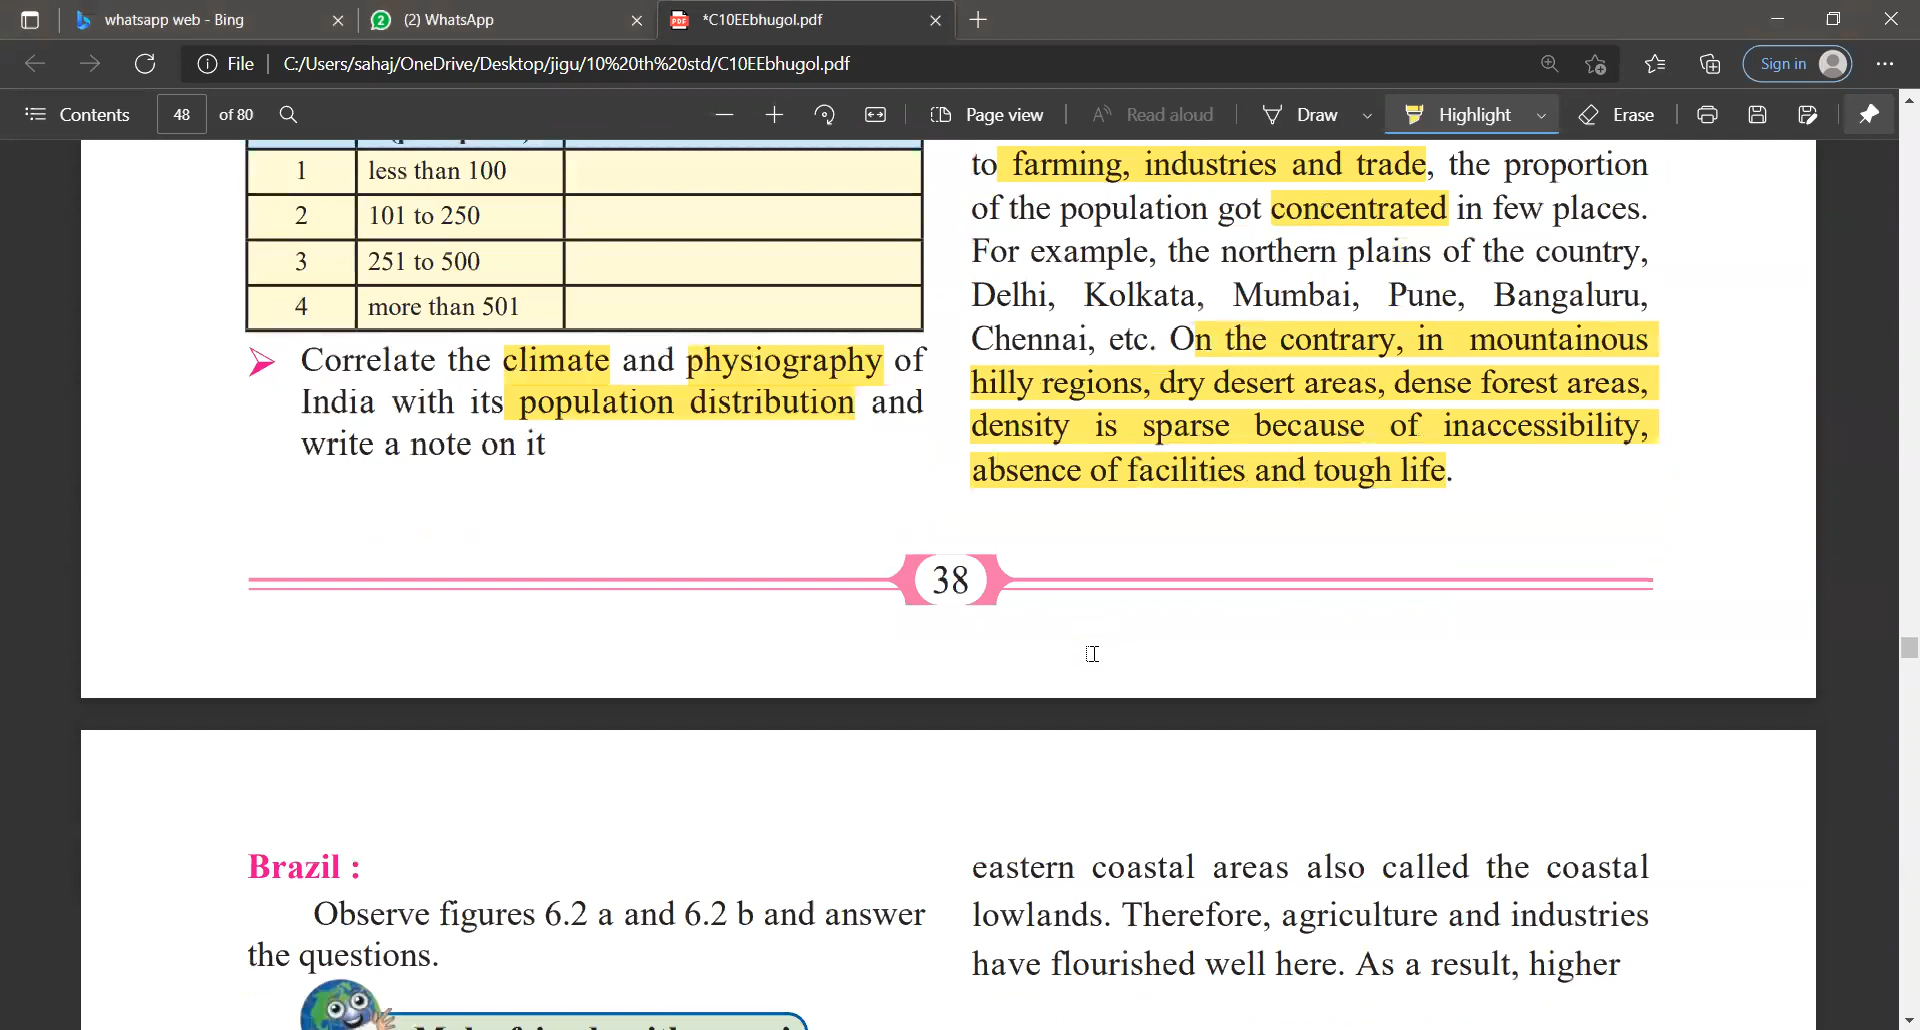 whatsapp web - Bing
2
(2) WhatsApp
PDF
*C10EEbhugol.pdf
File
C:/Users/sahaj/OneDrive/Desktop/jigu/10%20th%20std/C10EEbhugol.pdf
Sign in
Contents
48
of 80
Page view
Read aloud
Draw
Highlight
Erase
1 less than 100
2 101 to 250
3 251 to 500
4 more than 501
Correlate the climate and physiography of
India with its population distribution and
write a note on it
to farming, industries and trade, the proportion
of the population got concentrated in few places.
For example, the northern plains of the country,
Delhi, Kolkata, Mumbai, Pune, Bangaluru,
Chennai, etc. On the contrary, in mountainous
hilly regions, dry desert areas, dense forest areas,
density is sparse because of inaccessibility,
absence of facilities and tough life.
38
Brazil :
Observe figures 6.2 a and 6.2 b and answer
the questions.
eastern coastal areas also called the coastal
lowlands. Therefore, agriculture and industries
have flourished well here. As a result, higher